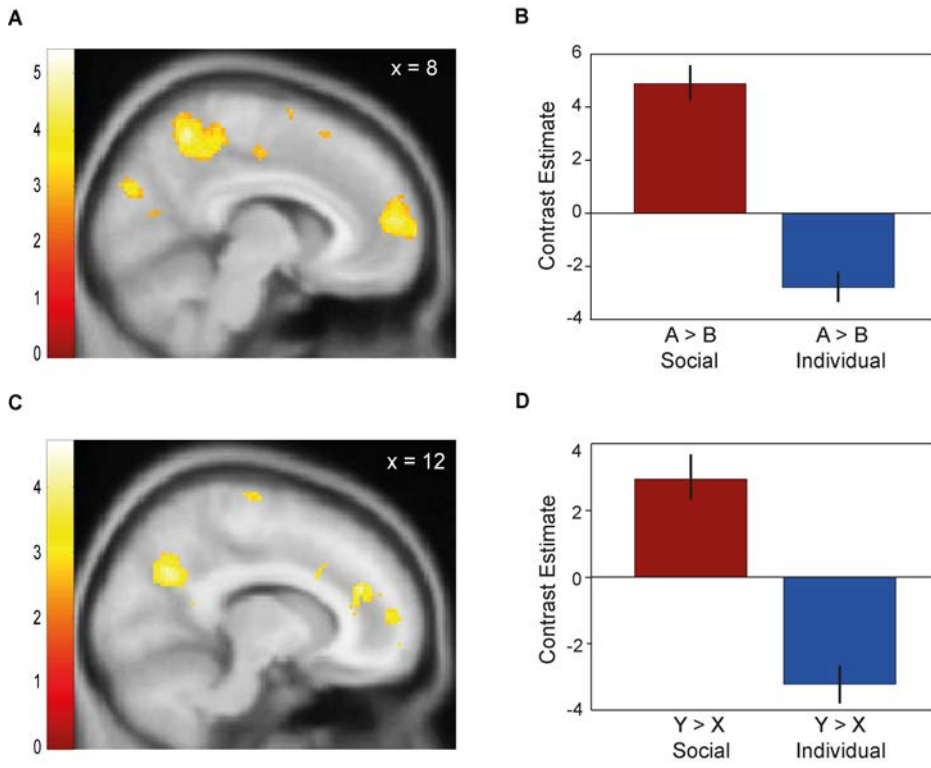 A
x = 8
5
4
3
2
1
0
B
Contrast Estimate
6
4
2
0
-2
-4
A > B
Social
A > B
Individual
C
x = 12
4
3
2
1
0
D
Contrast Estimate
4
2
0
-2
-4
Y > X
Social
Y > X
Individual